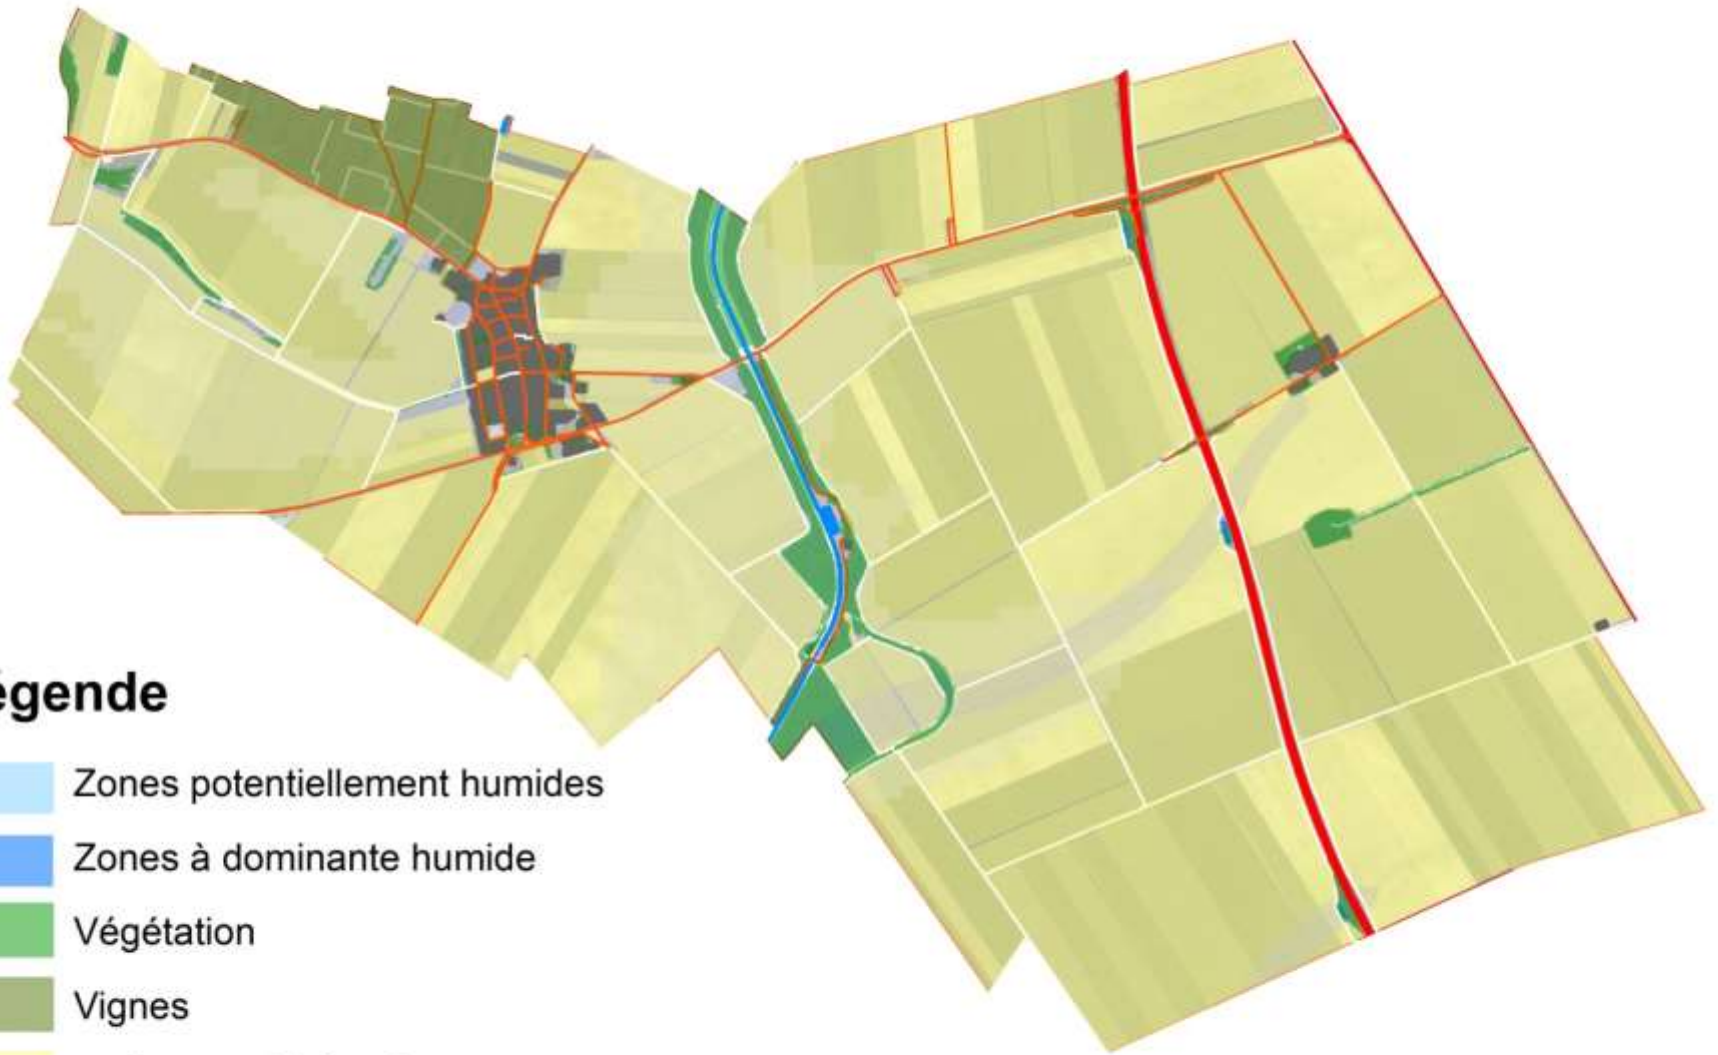 égende
Zones potentiellement humides
Zones à dominante humide
Végétation
Vignes